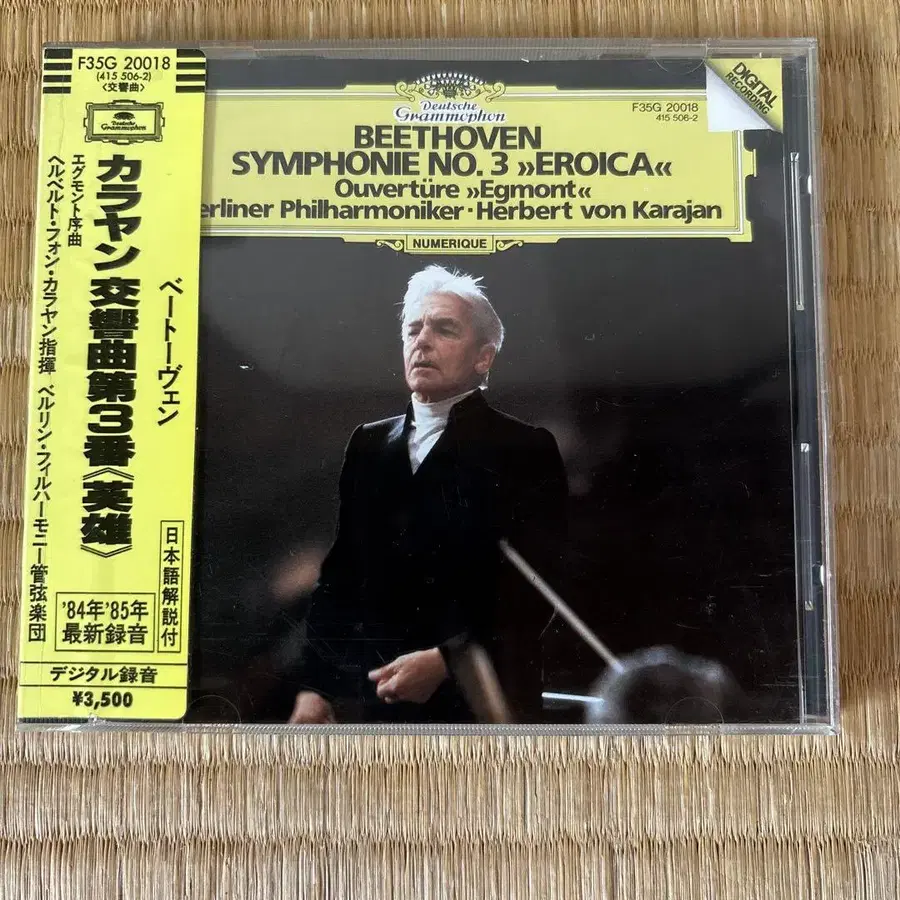 F35G 20018
(415 506-2)
〈交響曲〉
Deutsche
Grammophon
ベートーヴェン
カラヤン 交響曲第3番《英雄》
エグモント序曲
ヘルベルト・フォン・カラヤン指揮 ベルリン・フィルハーモニー管弦楽団
日本語解説付
'84年'85年
最新録音
デジタル録音
¥3,500
Deutsche
Grammophon
F35G 20018
415 506-2
DIGITAL
RECORDING
BEETHOVEN
SYMPHONIE NO. 3 »EROICA«
Ouvertüre »Egmont«
erliner Philharmoniker · Herbert von Karajan
NUMERIQUE